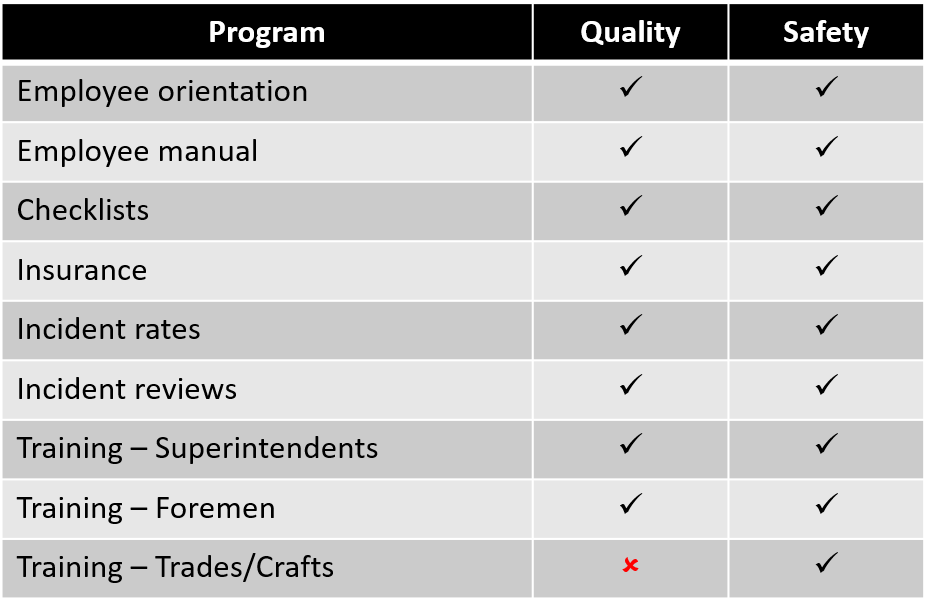 Program Quality Safety
Employee orientation ✓ ✓
Employee manual ✓ ✓
Checklists ✓ ✓
Insurance ✓ ✓
Incident rates ✓ ✓
Incident reviews ✓ ✓
Training – Superintendents ✓ ✓
Training – Foremen ✓ ✓
Training – Trades/Crafts ✘ ✓